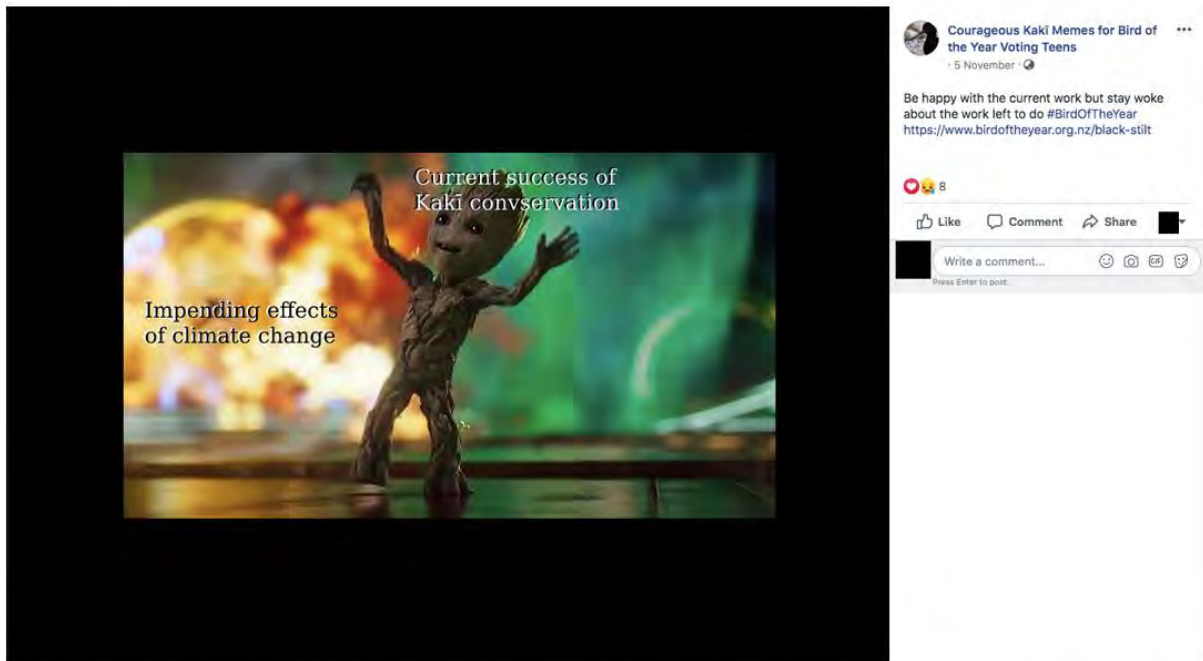 Current success of
Kakī convservation
Impending effects
of climate change
Courageous Kakī Memes for Bird of
the Year Voting Teens
· 5 November ·
Be happy with the current work but stay woke
about the work left to do #BirdOfTheYear
https://www.birdoftheyear.org.nz/black-stilt
8
Like Comment Share
Write a comment... GIF
Press Enter to post.